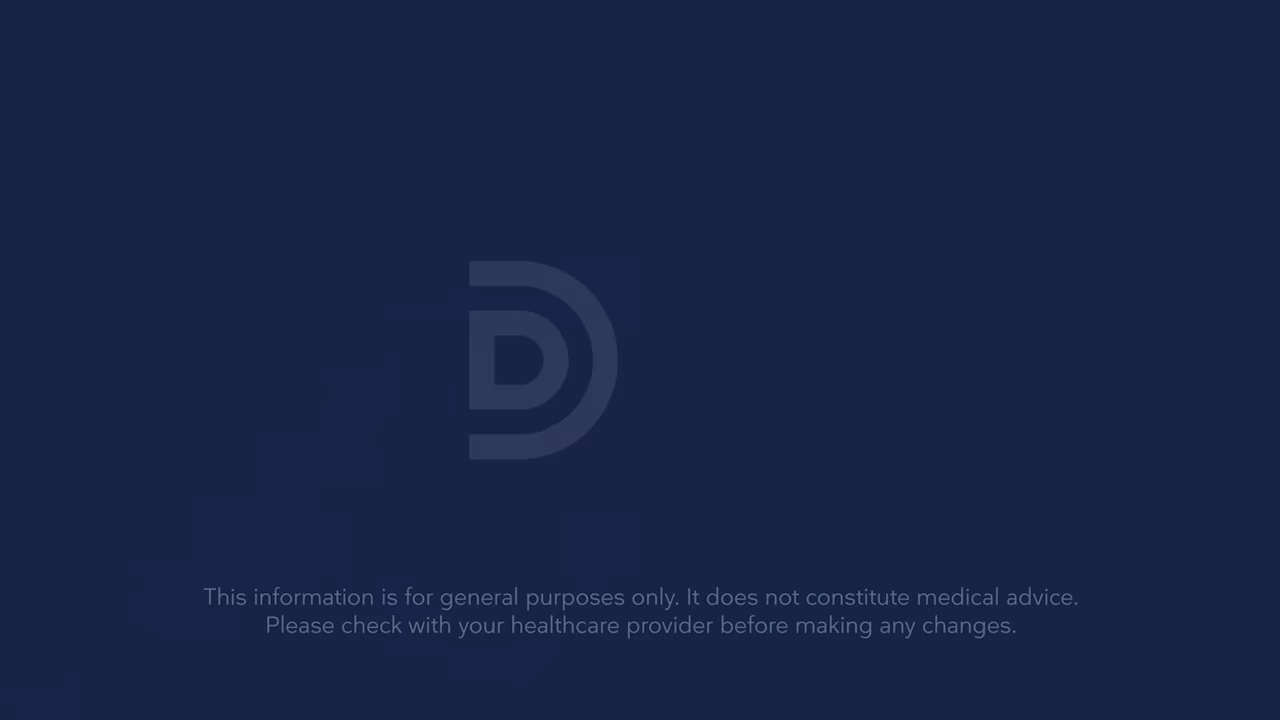 D
This information is for general purposes only. It does not constitute medical advice.
Please check with your healthcare provider before making any changes.